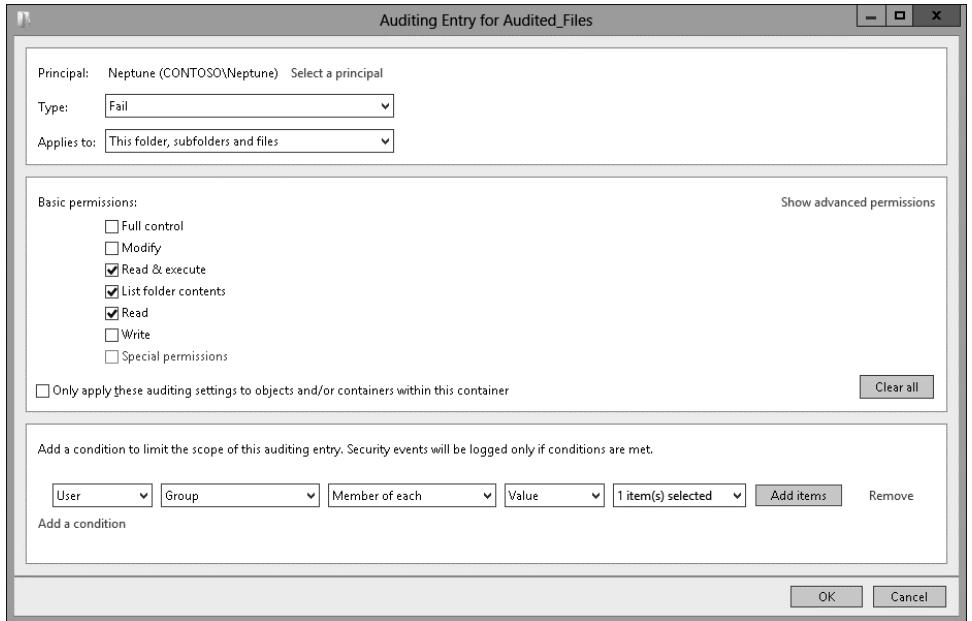 Auditing Entry for Audited_Files
Principal: Neptune (CONTOSO\Neptune) Select a principal
Type: Fail
Applies to: This folder, subfolders and files
Basic permissions: Show advanced permissions
Full control
Modify
Read & execute
List folder contents
Read
Write
Special permissions
Only apply these auditing settings to objects and/or containers within this container Clear all
Add a condition to limit the scope of this auditing entry. Security events will be logged only if conditions are met.
User Group Member of each Value 1 item(s) selected Add items Remove
Add a condition
OK Cancel